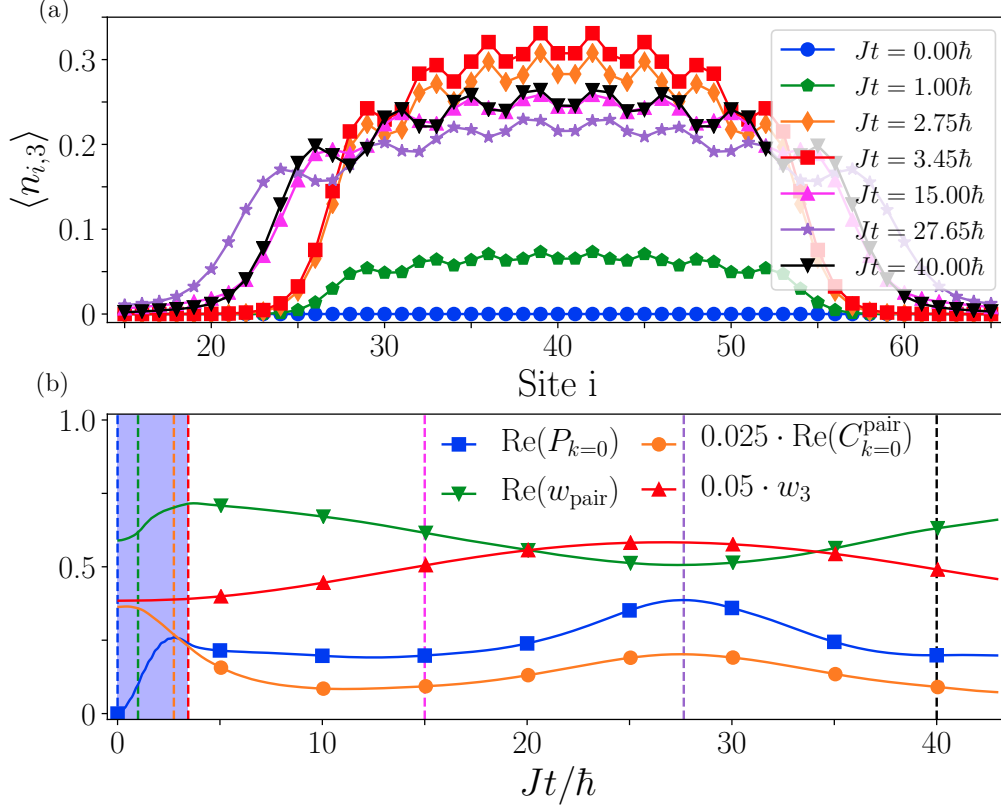 (a)
⟨n_{i,3}⟩
0.3
0.2
0.1
0
Jt = 0.00ħ
Jt = 1.00ħ
Jt = 2.75ħ
Jt = 3.45ħ
Jt = 15.00ħ
Jt = 27.65ħ
Jt = 40.00ħ
20 30 40 50 60
Site i
(b)
1.0
0.5
0
Re(P_{k=0}) 0.025 · Re(C_{k=0}^{pair})
Re(w_{pair}) 0.05 · w_3
0 10 20 30 40
Jt/ħ